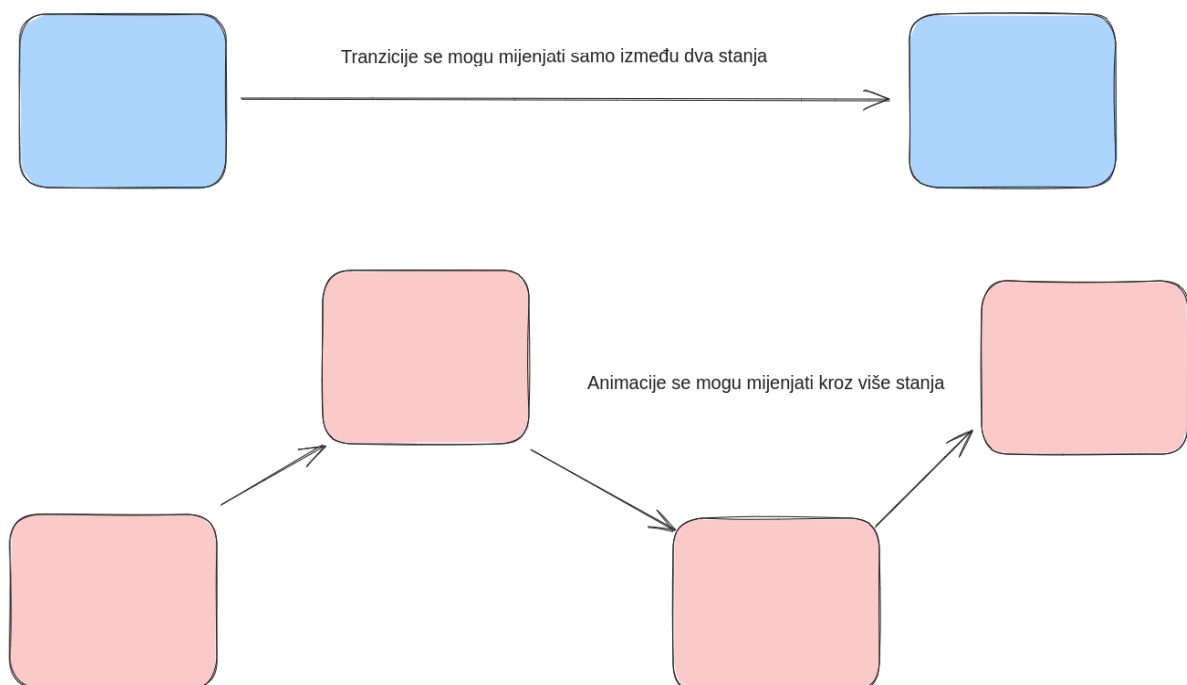 Tranzicije se mogu mijenjati samo između dva stanja
Animacije se mogu mijenjati kroz više stanja